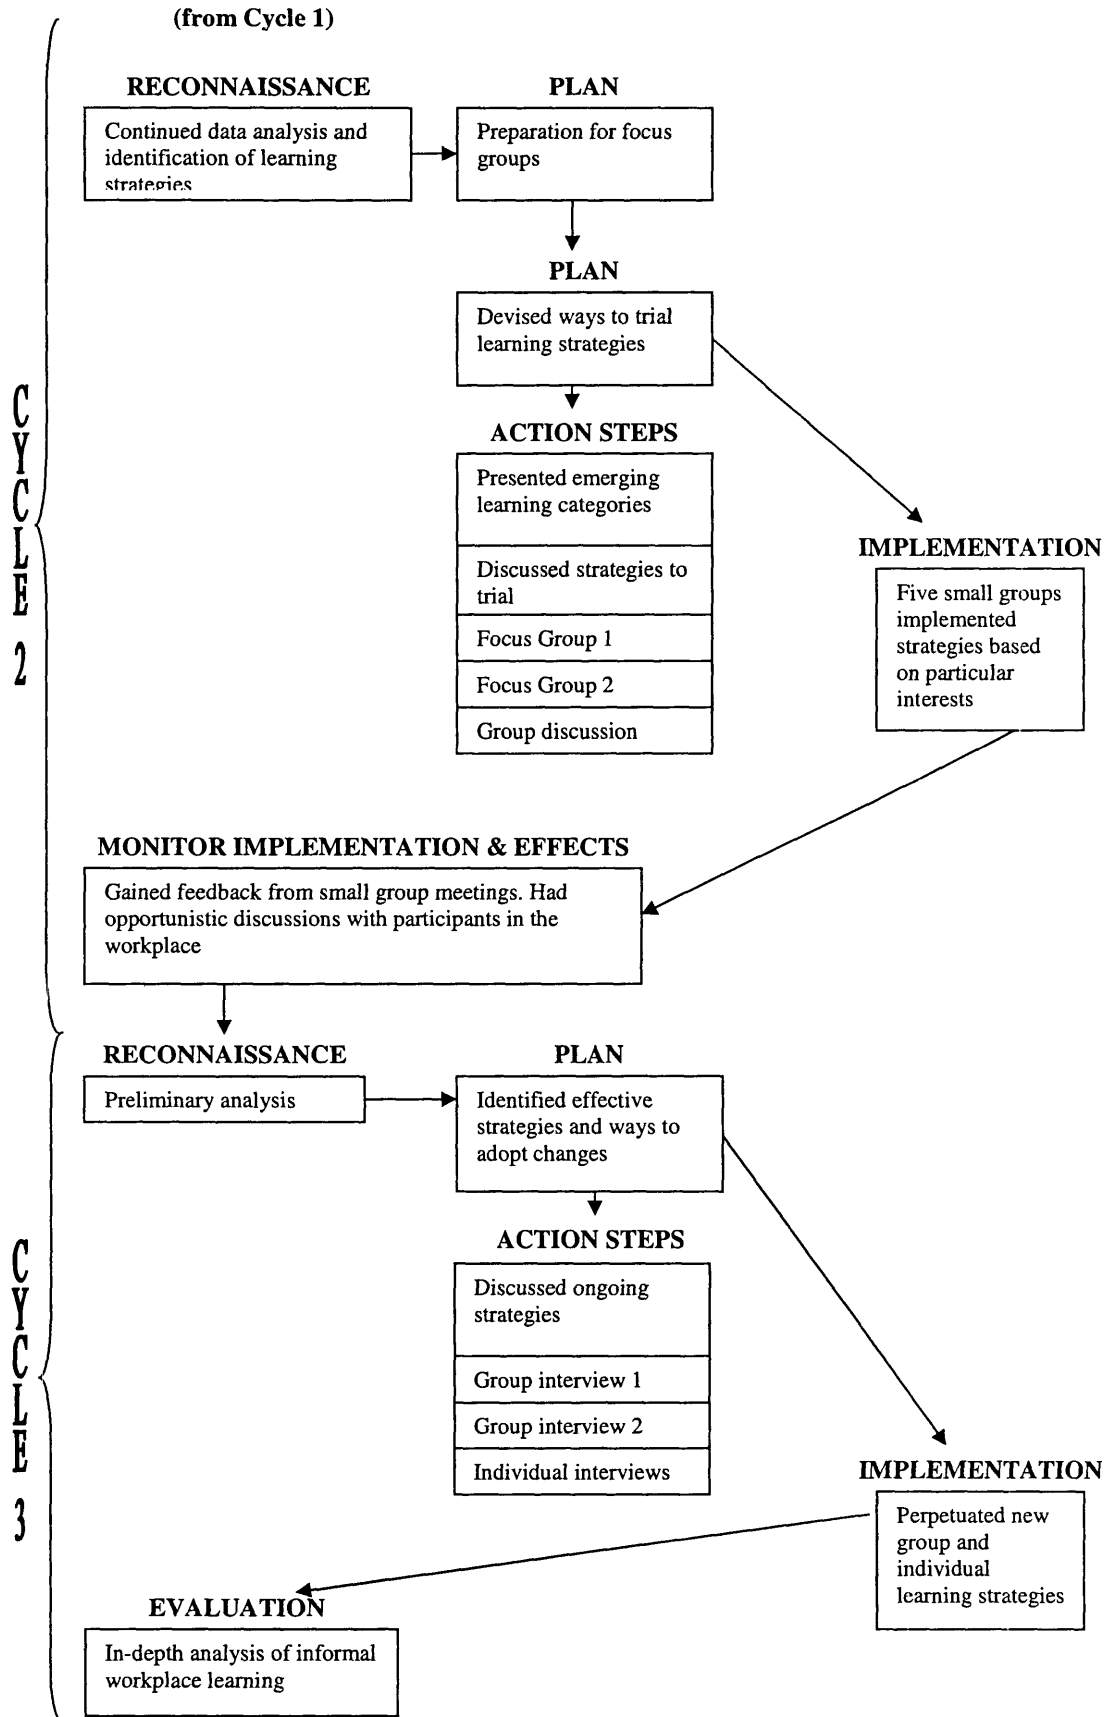 (from Cycle 1)
RECONNAISSANCE
Continued data analysis and
identification of learning
strategies
PLAN
Preparation for focus
groups
PLAN
Devised ways to trial
learning strategies
ACTION STEPS
Presented emerging
learning categories
Discussed strategies to
trial
Focus Group 1
Focus Group 2
Group discussion
IMPLEMENTATION
Five small groups
implemented
strategies based
on particular
interests
MONITOR IMPLEMENTATION & EFFECTS
Gained feedback from small group meetings. Had
opportunistic discussions with participants in the
workplace
CYCLE 2
RECONNAISSANCE
Preliminary analysis
PLAN
Identified effective
strategies and ways to
adopt changes
ACTION STEPS
Discussed ongoing
strategies
Group interview 1
Group interview 2
Individual interviews
IMPLEMENTATION
Perpetuated new
group and
individual
learning strategies
EVALUATION
In-depth analysis of informal
workplace learning
CYCLE 3